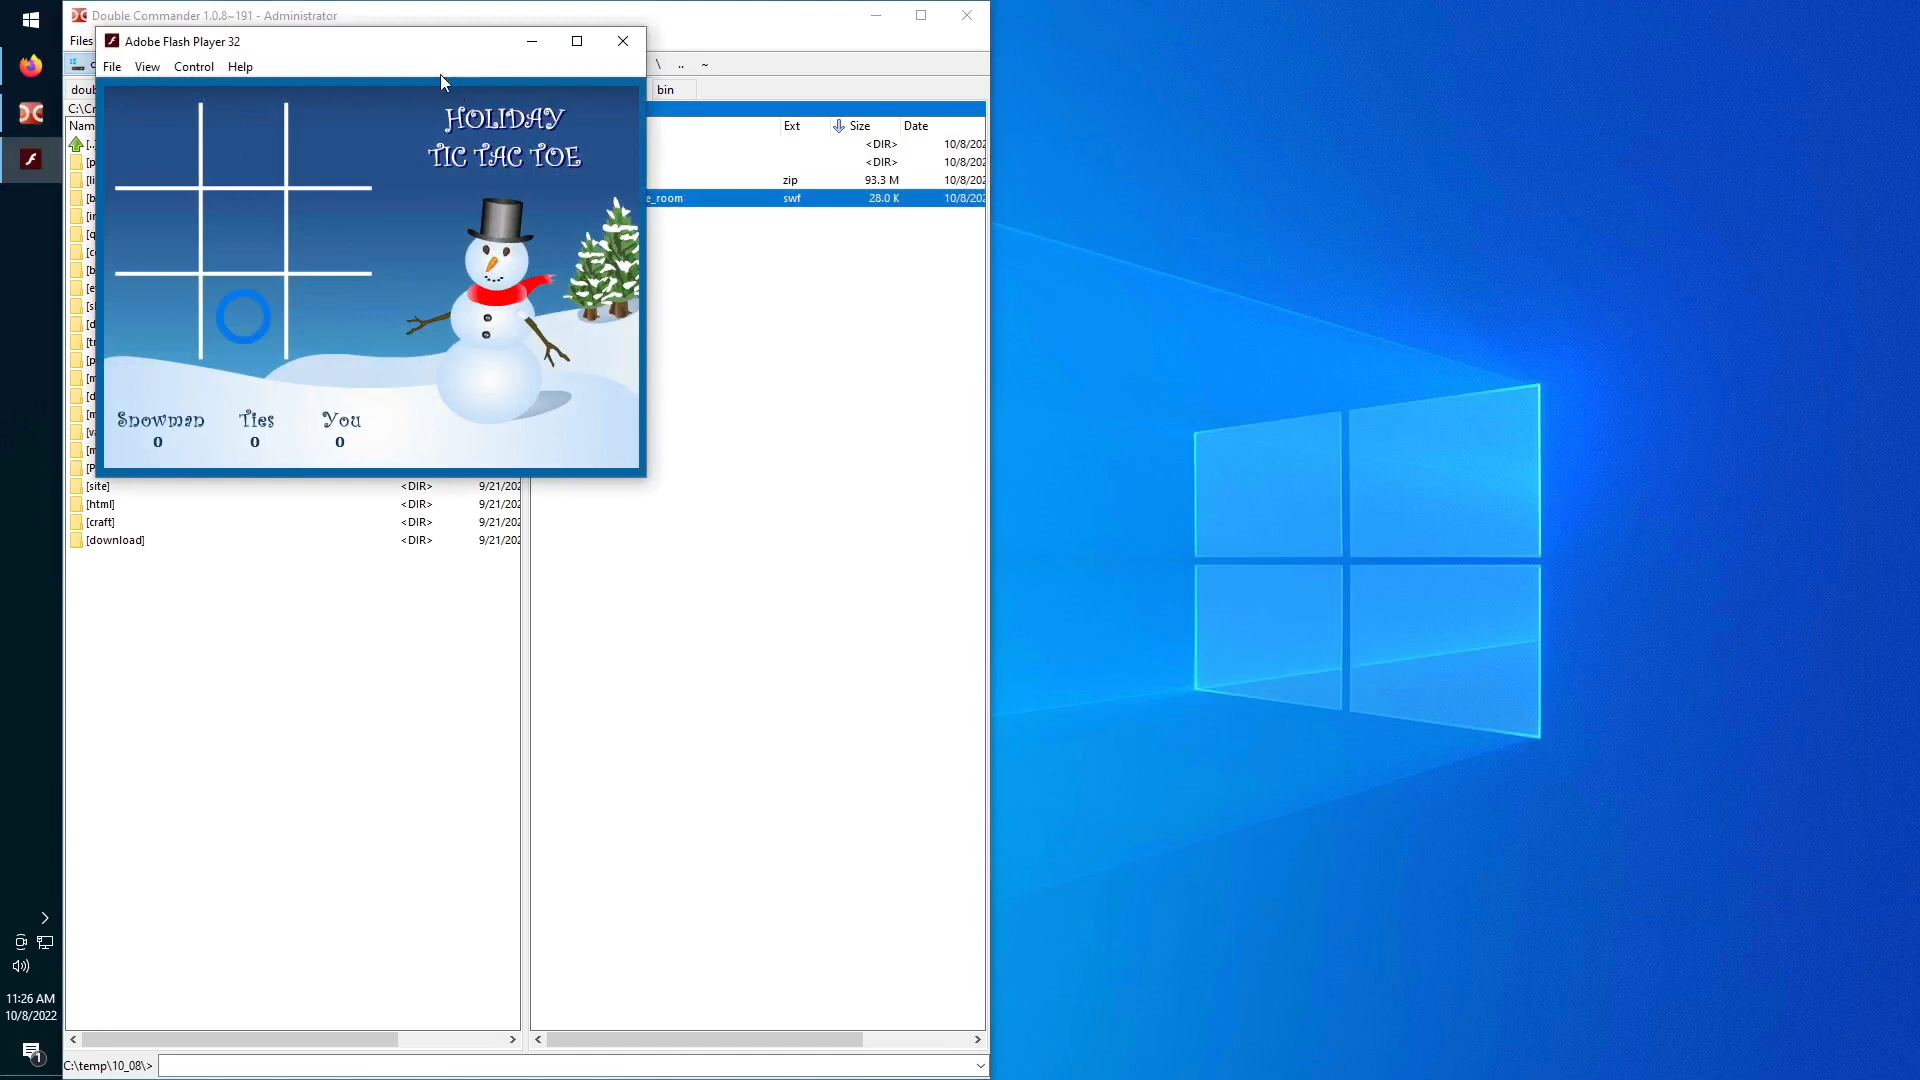 Double Commander 1.0.8~191 - Administrator
Files
Adobe Flash Player 32
File View Control Help
\ .. ~
bin
HOLIDAY
TIC TAC TOE
Ext Size Date
<DIR>
<DIR>
zip 93.3 M
e_room swf 28.0 K
Snowman Ties You
0 0 0
[site] <DIR>
[html] <DIR>
[craft] <DIR>
[download] <DIR>
11:26 AM
10/8/2022
1
C:\temp\10_08\>